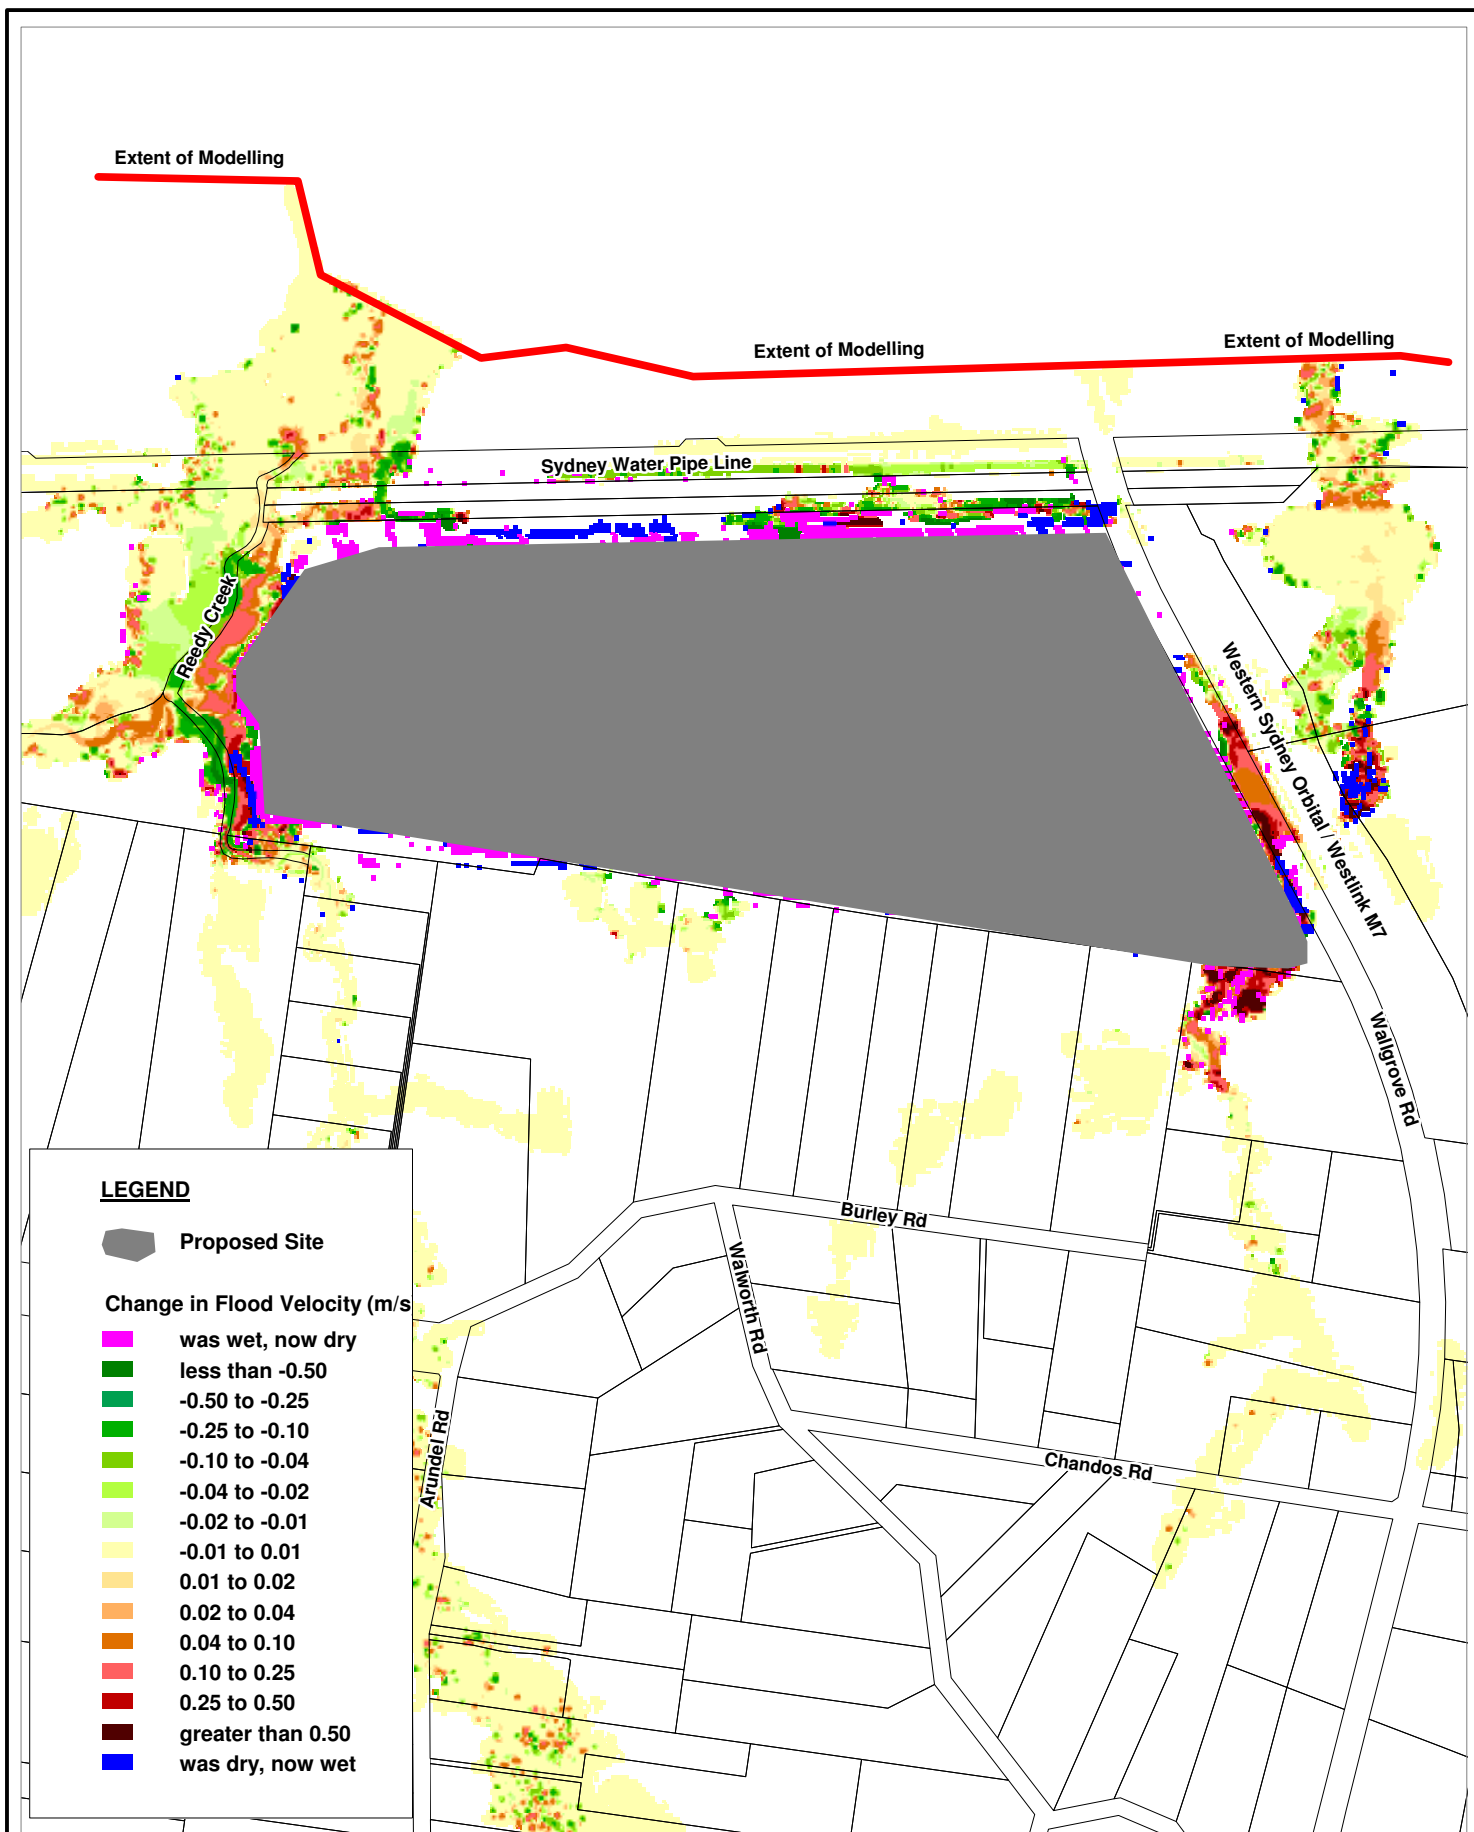 Extent of Modelling
Extent of Modelling
Extent of Modelling
Sydney Water Pipe Line
Reedy Creek
Western Sydney Orbital / Westlink M7
Wallgrove Rd
Burley Rd
Walworth Rd
Chandos Rd
Arundel Rd
LEGEND
Proposed Site
Change in Flood Velocity (m/s
was wet, now dry
less than -0.50
-0.50 to -0.25
-0.25 to -0.10
-0.10 to -0.04
-0.04 to -0.02
-0.02 to -0.01
-0.01 to 0.01
0.01 to 0.02
0.02 to 0.04
0.04 to 0.10
0.10 to 0.25
0.25 to 0.50
greater than 0.50
was dry, now wet